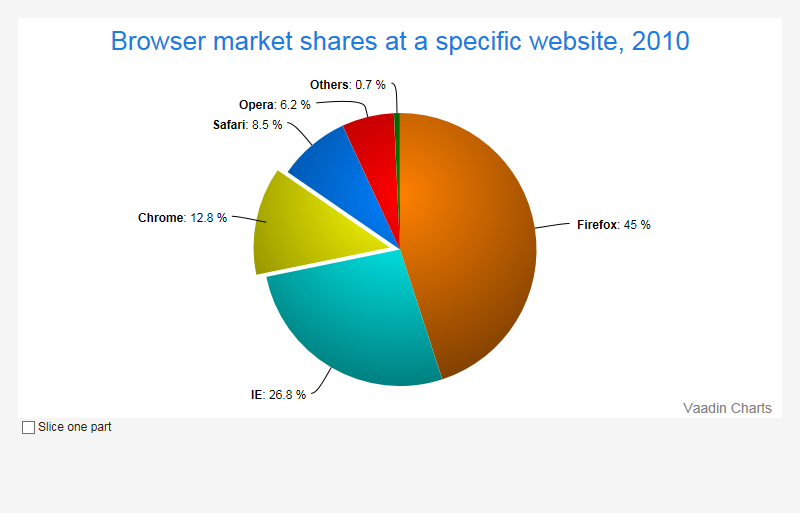 Browser market shares at a specific website, 2010
Others: 0.7 %
Opera: 6.2 %
Safari: 8.5 %
Chrome: 12.8 %
Firefox: 45 %
IE: 26.8 %
Vaadin Charts
Slice one part